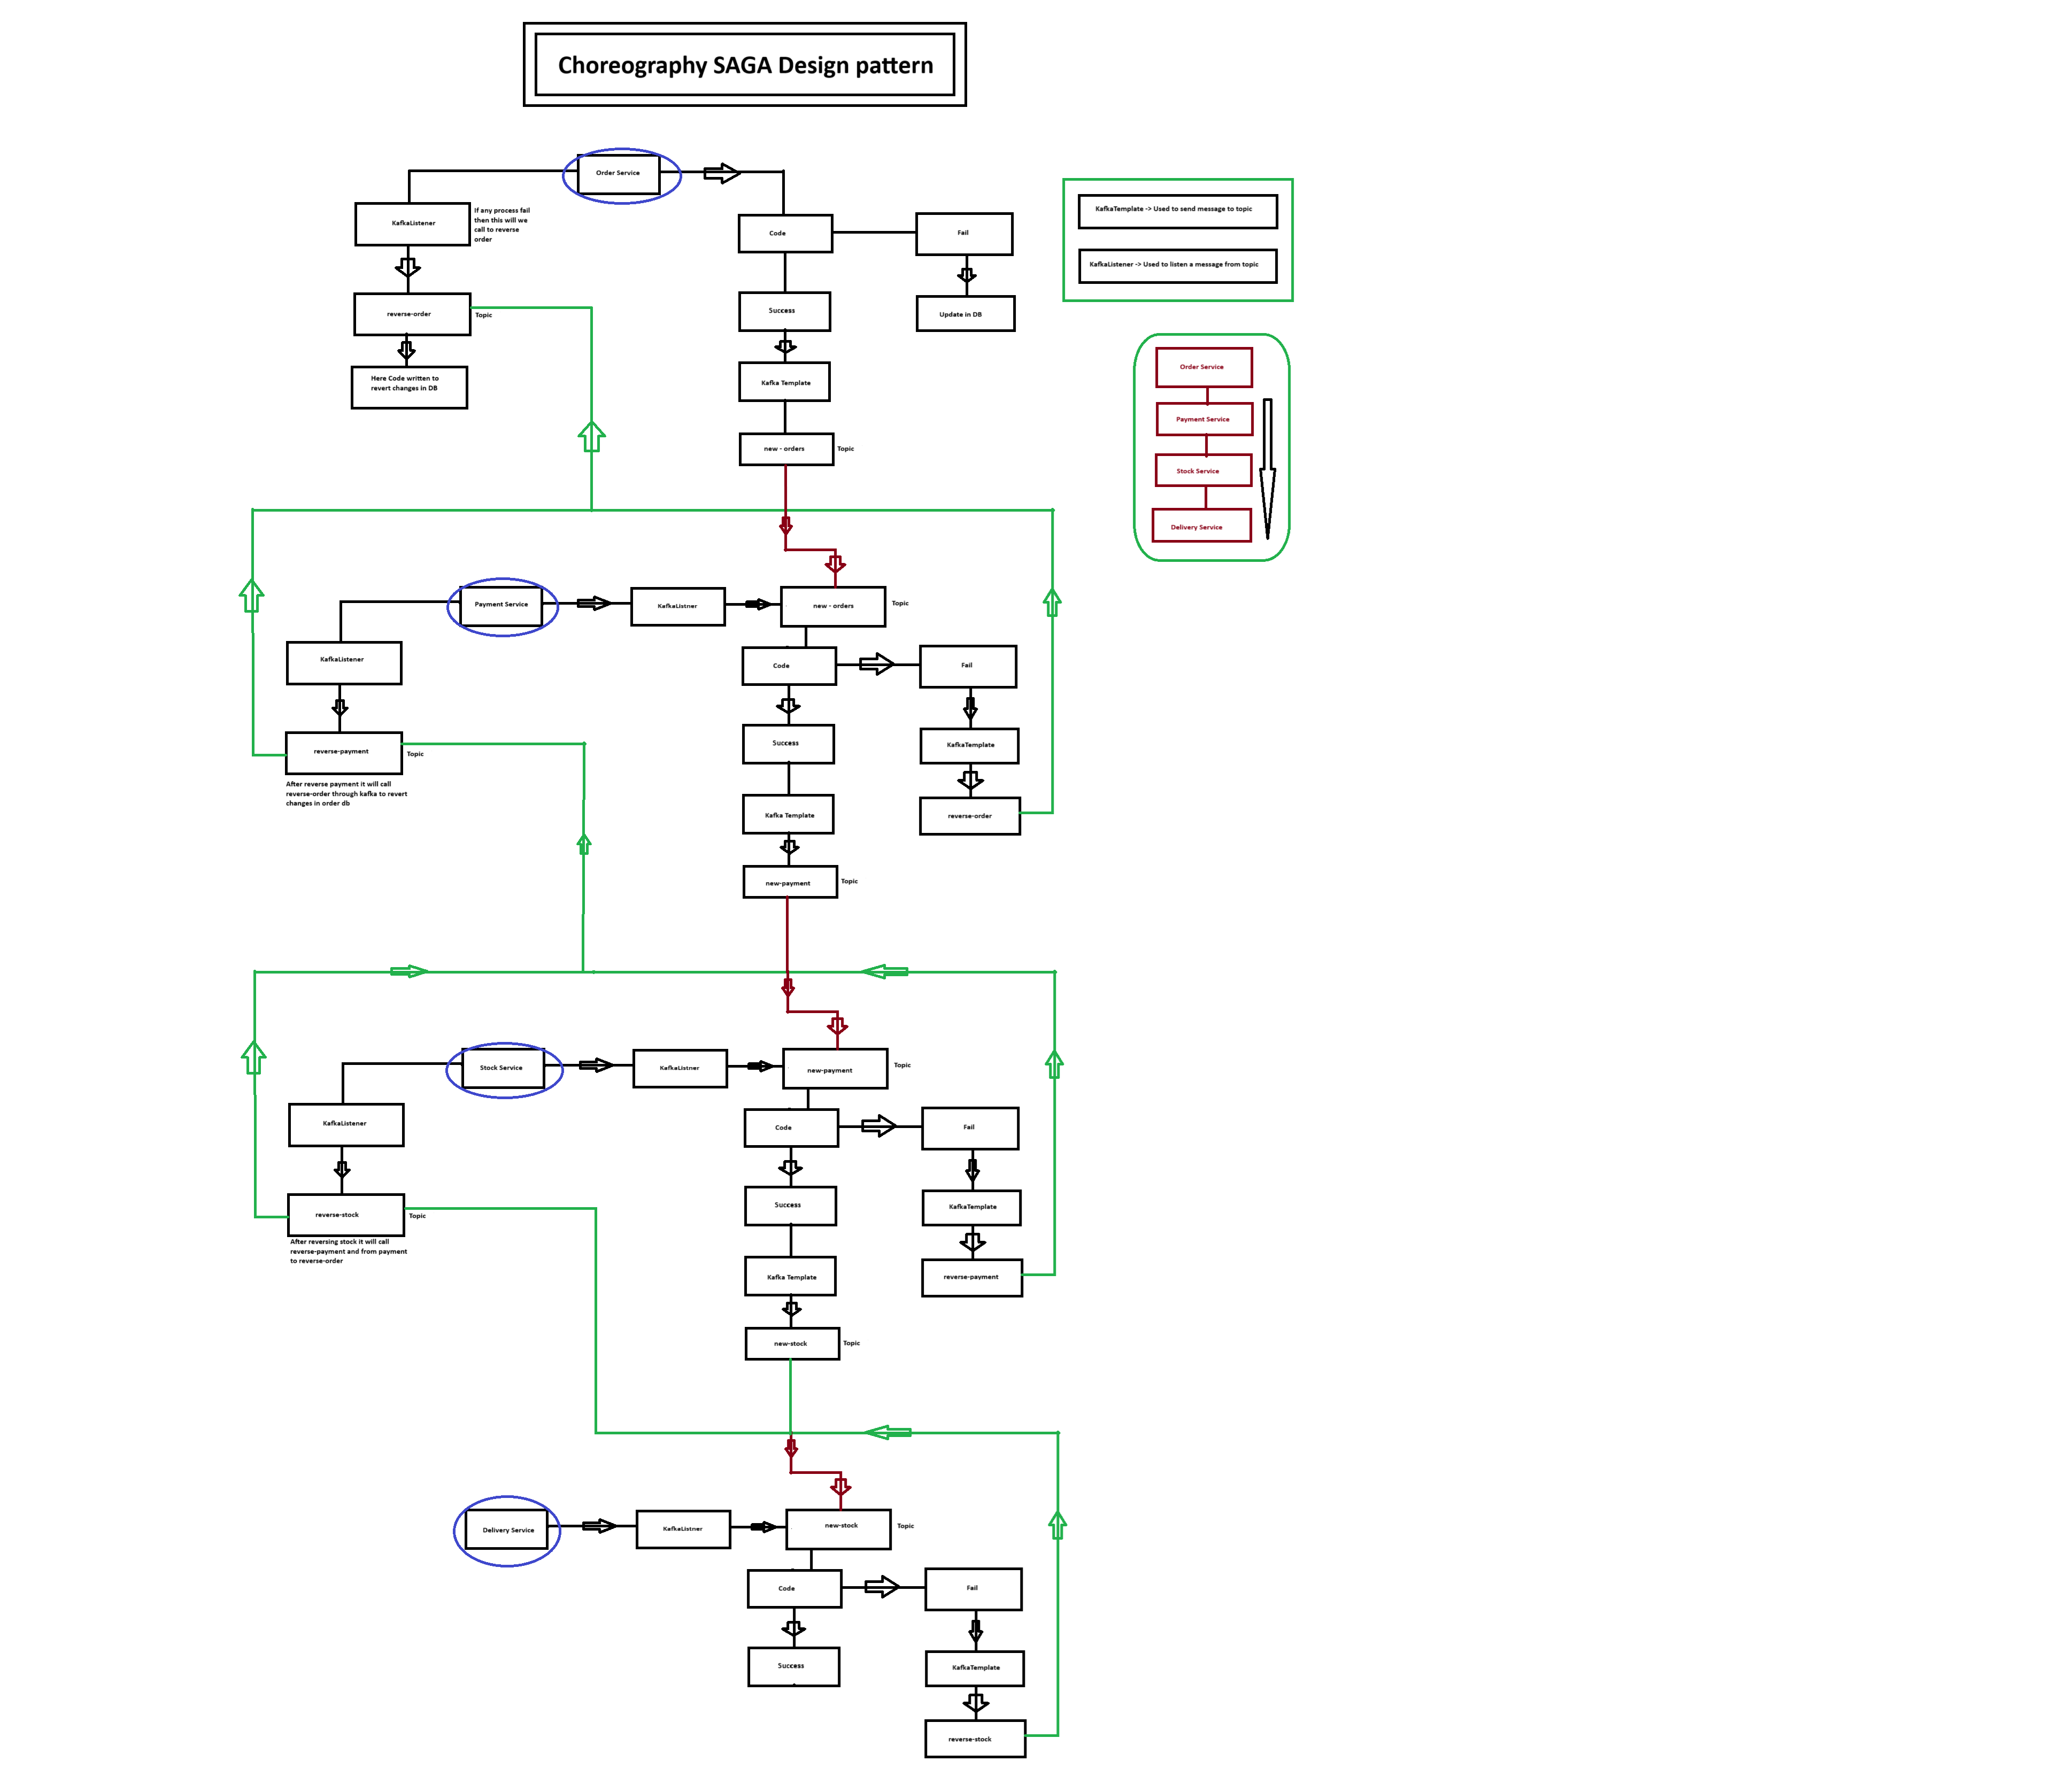 Choreography SAGA Design pattern
Order Service
KafkaListener
If any process fail
then this will we
call to reverse
order
Code
Fail
reverse-order
Topic
Success
Update in DB
Here Code written to
revert changes in DB
Kafka Template
new - orders
Topic
KafkaTemplate -> Used to send message to topic
KafkaListener -> Used to listen a message from topic
Order Service
Payment Service
Stock Service
Delivery Service
Payment Service
KafkaListner
new - orders
Topic
KafkaListener
Code
Fail
reverse-payment
Topic
Success
KafkaTemplate
After reverse payment it will call
reverse-order through kafka to revert
changes in order db
Kafka Template
reverse-order
new-payment
Topic
Stock Service
KafkaListner
new-payment
Topic
KafkaListener
Code
Fail
reverse-stock
Topic
Success
KafkaTemplate
After reversing stock it will call
reverse-payment and from payment
to reverse-order
Kafka Template
reverse-payment
new-stock
Topic
Delivery Service
KafkaListner
new-stock
Topic
Code
Fail
Success
KafkaTemplate
reverse-stock